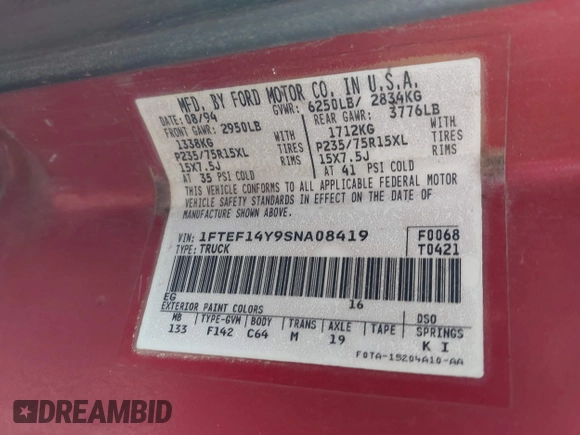 MFD. BY FORD MOTOR CO. IN U.S.A.
DATE: 08/94 GVWR: 6250LB/ 2834KG
FRONT GAWR: 2950LB REAR GAWR: 3776LB
1338KG WITH 1712KG WITH
P235/75R15XL TIRES P235/75R15XL TIRES
15X7.5J RIMS 15X7.5J RIMS
AT 35 PSI COLD AT 41 PSI COLD
THIS VEHICLE CONFORMS TO ALL APPLICABLE FEDERAL MOTOR
VEHICLE SAFETY STANDARDS IN EFFECT ON THE DATE OF
MANUFACTURE SHOWN ABOVE.
VIN: 1FTEF14Y9SNA08419 F0068
TYPE: TRUCK T0421
EG 16
EXTERIOR PAINT COLORS DSO
WB TYPE-GVM BODY TRANS AXLE TAPE SPRINGS
133 F142 C64 M 19 K I
F0TA-15204A10-AA
DREAMBID